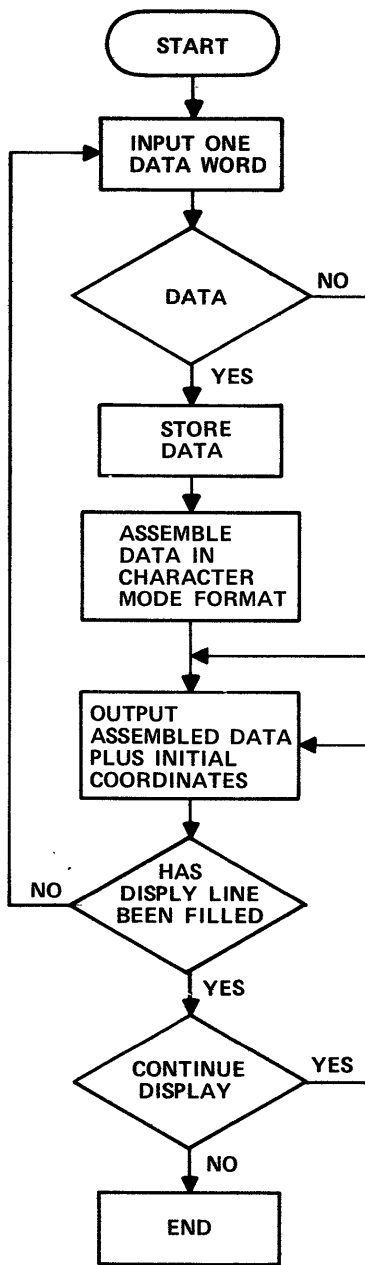 START
INPUT ONE
DATA WORD
DATA
NO
YES
STORE
DATA
ASSEMBLE
DATA IN
CHARACTER
MODE FORMAT
OUTPUT
ASSEMBLED DATA
PLUS INITIAL
COORDINATES
HAS
DISPLY LINE
BEEN FILLED
NO
YES
CONTINUE
DISPLAY
YES
NO
END